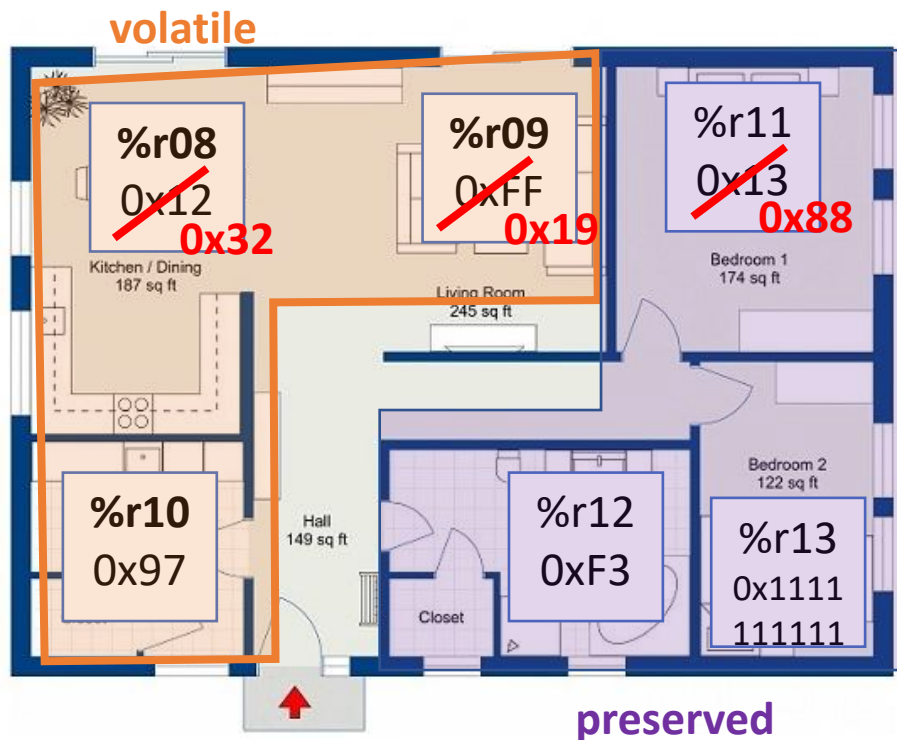 volatile
%r08
0x12
0x32
%r09
0xFF
0x19
%r11
0x13
0x88
Kitchen / Dining
187 sq ft
Living Room
245 sq ft
Bedroom 1
174 sq ft
%r10
0x97
Hall
149 sq ft
%r12
0xF3
Closet
Bedroom 2
122 sq ft
%r13
0x1111
111111
preserved